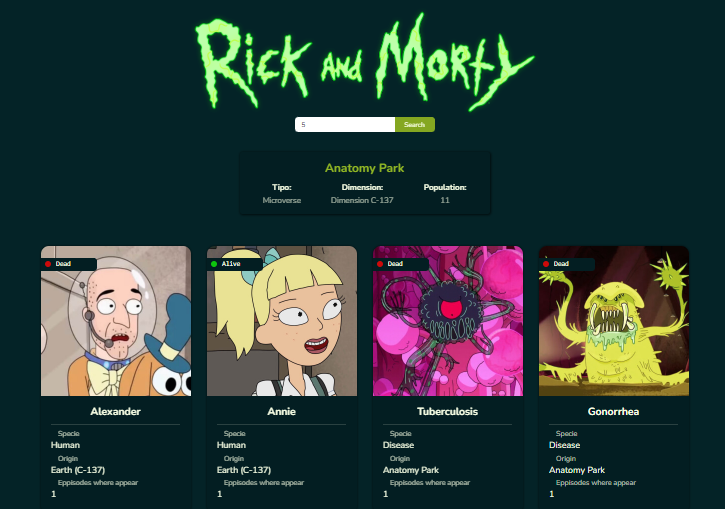 Rick and Morty
5 Search
Anatomy Park
Tipo: Dimension: Population:
Microverse Dimension C-137 11
Dead Alive Dead Dead
Alexander Annie Tuberculosis Gonorrhea
Specie Specie Specie Specie
Human Human Disease Disease
Origin Origin Origin Origin
Earth (C-137) Earth (C-137) Anatomy Park Anatomy Park
Eppisodes where appear Eppisodes where appear Eppisodes where appear Eppisodes where appear
1 1 1 1